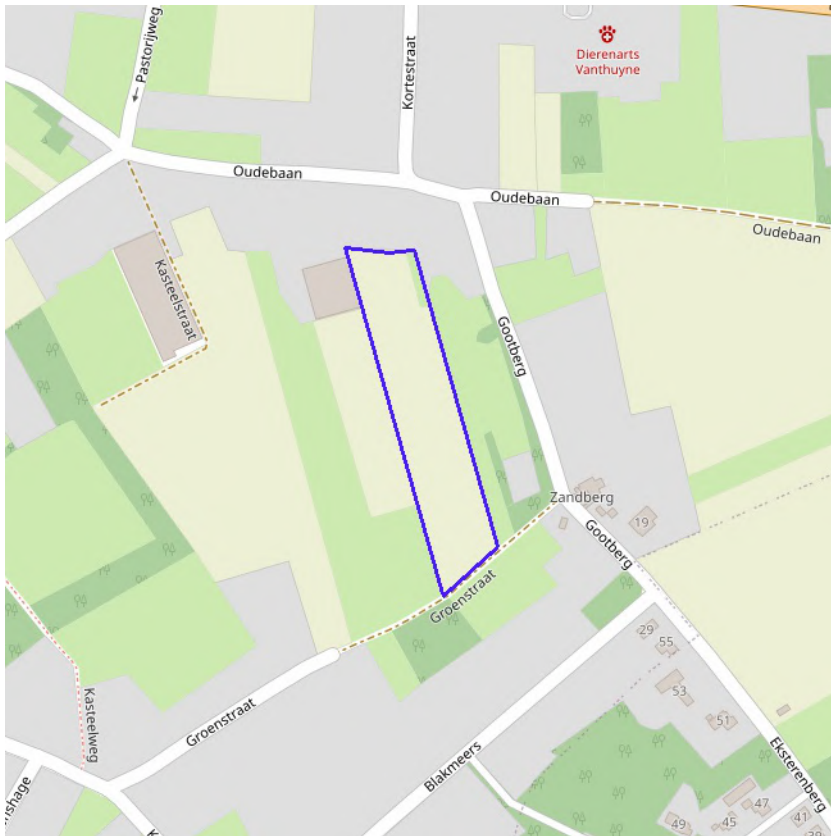 Pastorijweg
Kortestraat
Dierenarts
Vanthuyne
Oudebaan
Oudebaan
Oudebaan
Kasteelstraat
Gootberg
Zandberg
19
Gootberg
Groenstraat
29
55
53
51
Kasteelweg
Groenstraat
Blakmeers
Eksterenberg
nshage
K
49
45
47
41